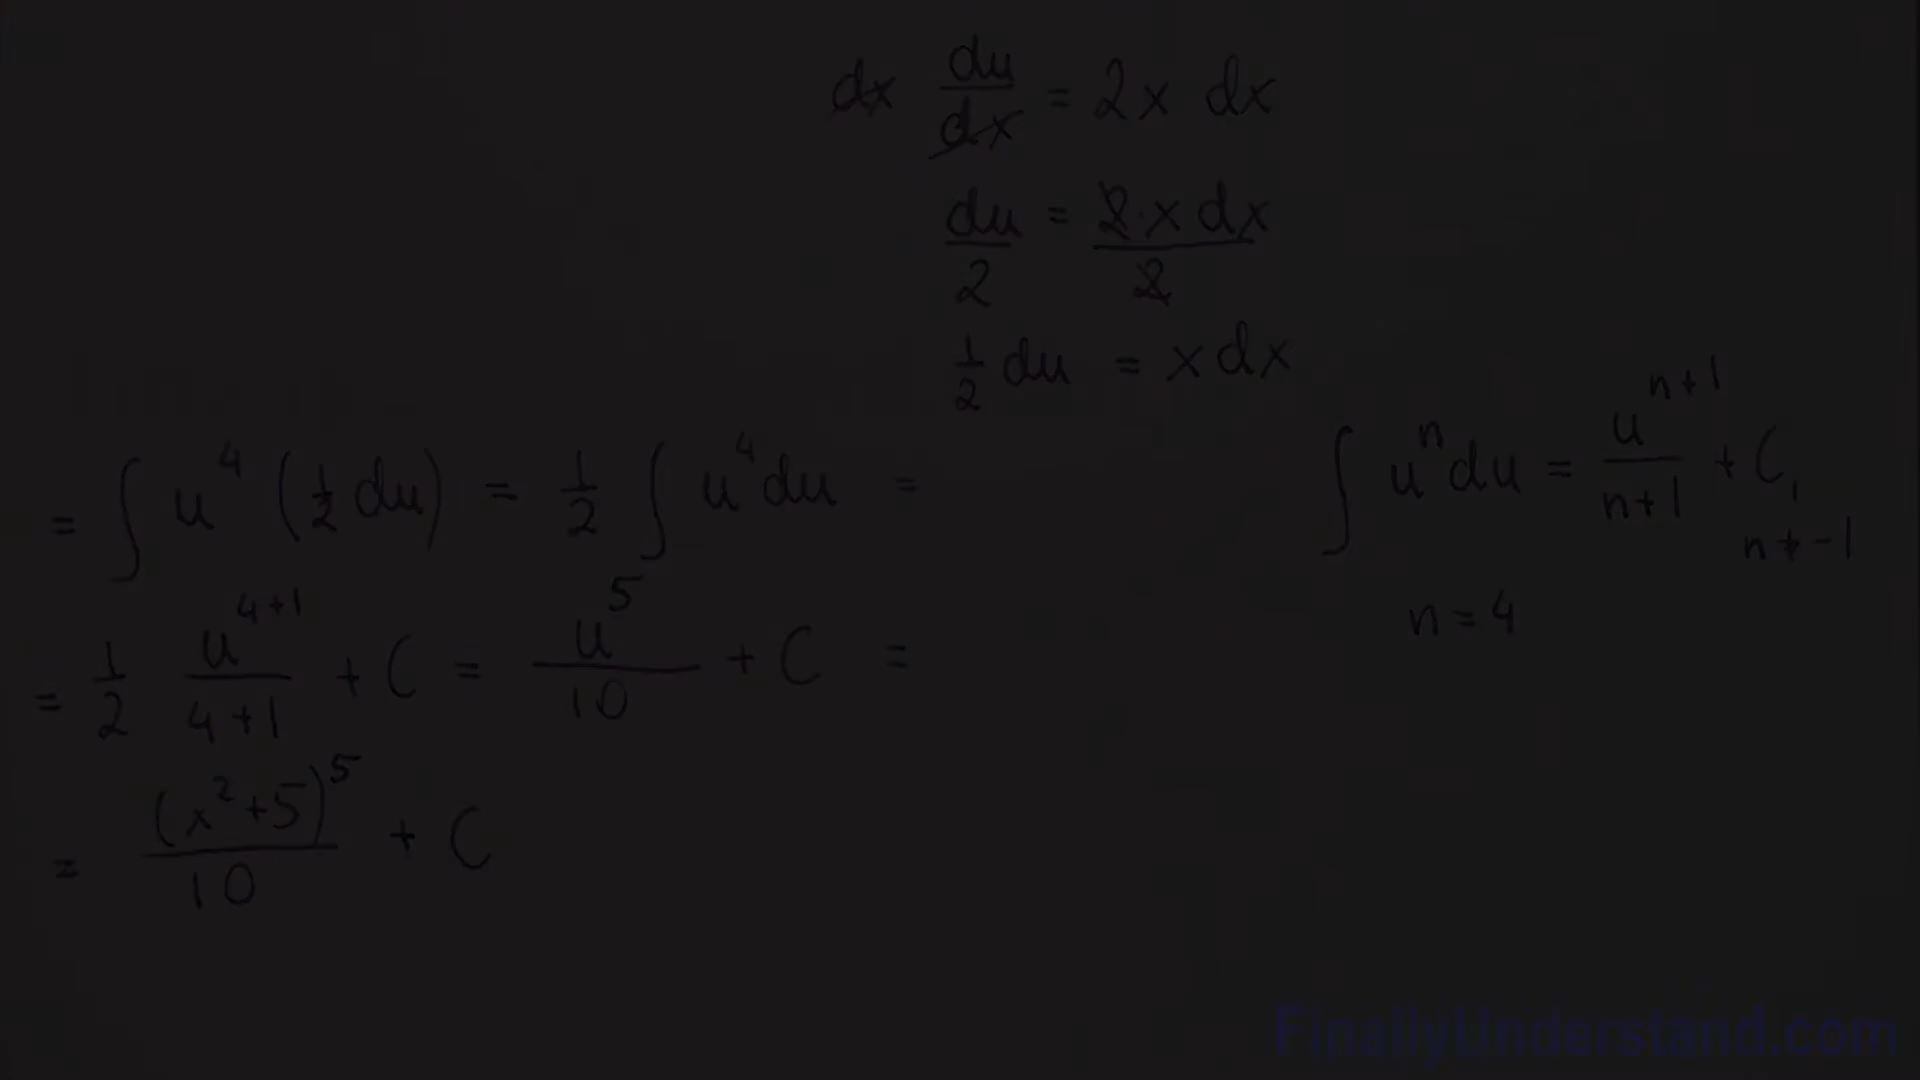 dx du/dx = 2x dx
du/2 = 2·x dx/2
1/2 du = x dx
= ∫ u^4 (1/2 du) = 1/2 ∫ u^4 du =
∫ u^n du = u^(n+1)/(n+1) + C,
n ≠ -1
n = 4
= 1/2 u^(4+1)/(4+1) + C = u^5/10 + C =
= (x^2+5)^5/10 + C
FinallyUnderstand.com